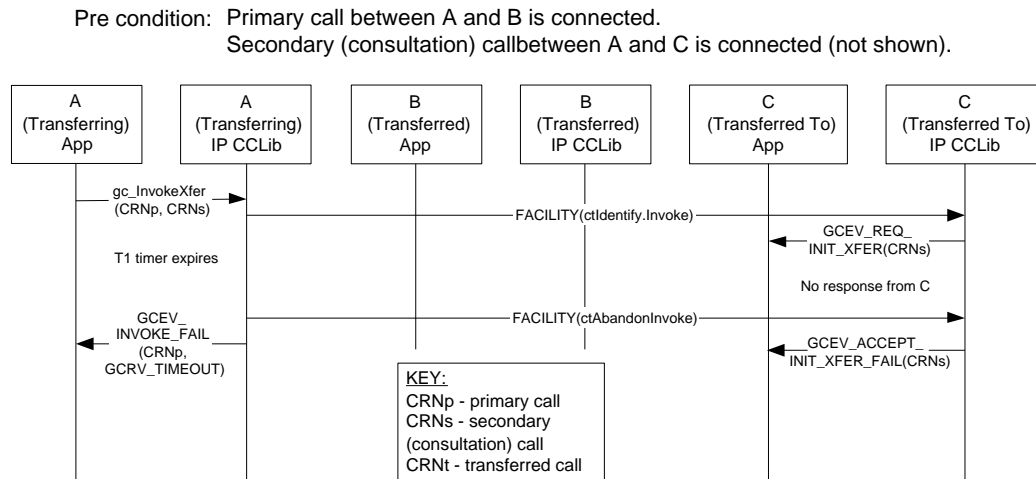 Pre condition: Primary call between A and B is connected.
Secondary (consultation) callbetween A and C is connected (not shown).
A
(Transferring)
App
A
(Transferring)
IP CCLib
B
(Transferred)
App
B
(Transferred)
IP CCLib
C
(Transferred To)
App
C
(Transferred To)
IP CCLib
gc_InvokeXfer
(CRNp, CRNs)
FACILITY(ctIdentify.Invoke)
GCEV_REQ_
INIT_XFER(CRNs)
T1 timer expires
No response from C
GCEV_
INVOKE_FAIL
(CRNp,
GCRV_TIMEOUT)
FACILITY(ctAbandonInvoke)
GCEV_ACCEPT_
INIT_XFER_FAIL(CRNs)
KEY:
CRNp - primary call
CRNs - secondary
(consultation) call
CRNt - transferred call